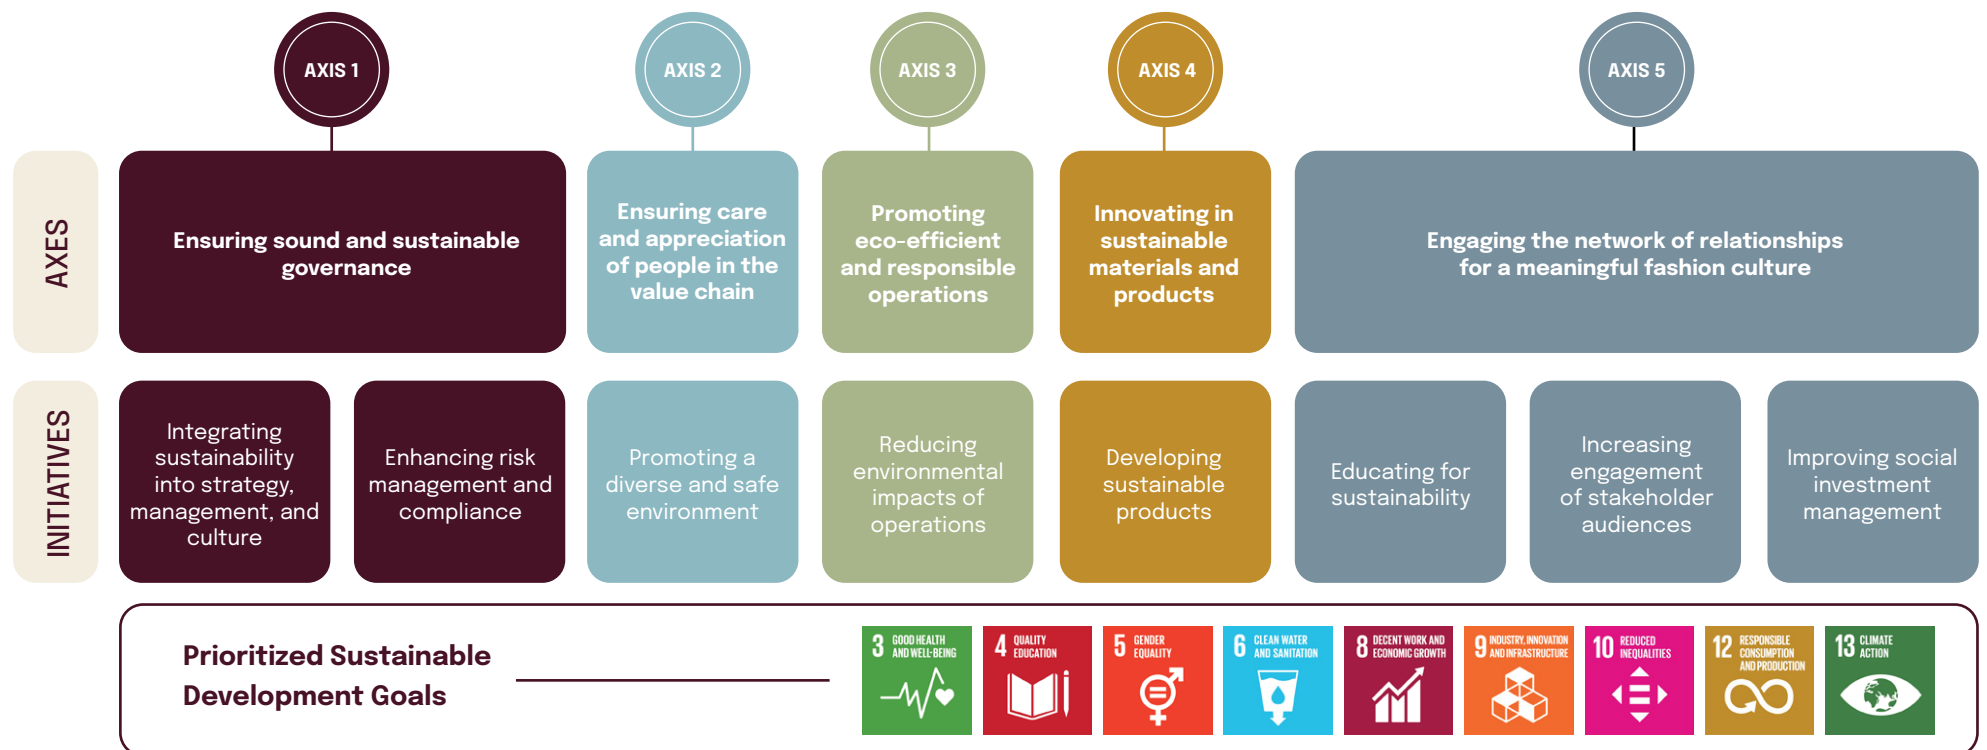 AXIS 1
AXIS 2
AXIS 3
AXIS 4
AXIS 5
AXES
Ensuring sound and sustainable
governance
Ensuring care
and appreciation
of people in the
value chain
Promoting
eco-efficient
and responsible
operations
Innovating in
sustainable
materials and
products
Engaging the network of relationships
for a meaningful fashion culture
INITIATIVES
Integrating
sustainability
into strategy,
management, and
culture
Enhancing risk
management and
compliance
Promoting a
diverse and safe
environment
Reducing
environmental
impacts of
operations
Developing
sustainable
products
Educating for
sustainability
Increasing
engagement
of stakeholder
audiences
Improving social
investment
management
Prioritized Sustainable
Development Goals
3 GOOD HEALTH
AND WELL-BEING
4 QUALITY
EDUCATION
5 GENDER
EQUALITY
6 CLEAN WATER
AND SANITATION
8 DECENT WORK AND
ECONOMIC GROWTH
9 INDUSTRY, INNOVATION
AND INFRASTRUCTURE
10 REDUCED
INEQUALITIES
12 RESPONSIBLE
CONSUMPTION
AND PRODUCTION
13 CLIMATE
ACTION